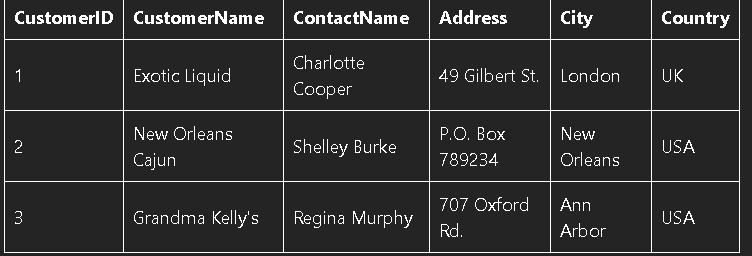 CustomerID CustomerName ContactName Address City Country
1 Exotic Liquid Charlotte Cooper 49 Gilbert St. London UK
2 New Orleans Cajun Shelley Burke P.O. Box 789234 New Orleans USA
3 Grandma Kelly's Regina Murphy 707 Oxford Rd. Ann Arbor USA